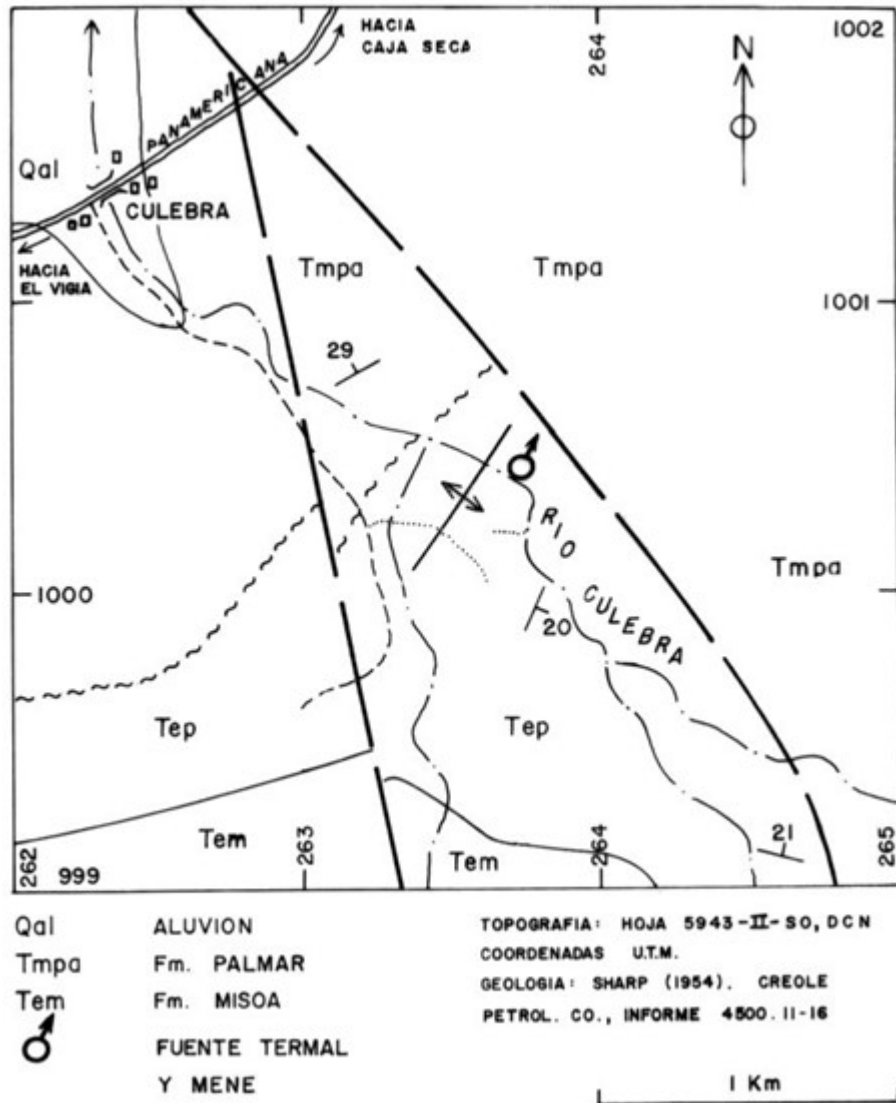 HACIA
CAJA SECA
264
1002
N
PANAMERICANA
Qal
CULEBRA
HACIA
EL VIGIA
Tmpa
Tmpa
1001
29
RIO CULEBRA
Tmpa
1000
20
Tep
Tep
Tem
Tem
21
262
999
263
264
265
Qal ALUVION
Tmpa Fm. PALMAR
Tem Fm. MISOA
FUENTE TERMAL
Y MENE
TOPOGRAFIA: HOJA 5943-II-SO, DCN
COORDENADAS U.T.M.
GEOLOGIA: SHARP (1954). CREOLE
PETROL. CO., INFORME 4500.11-16
1 Km